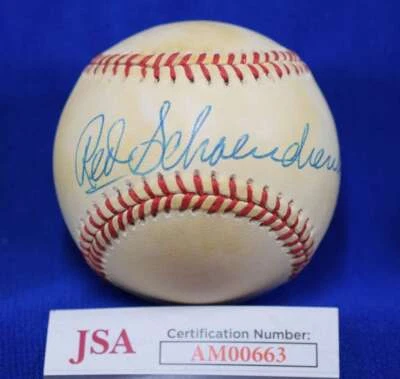 Red Schoendienst
JSA
Certification Number:
AM00663